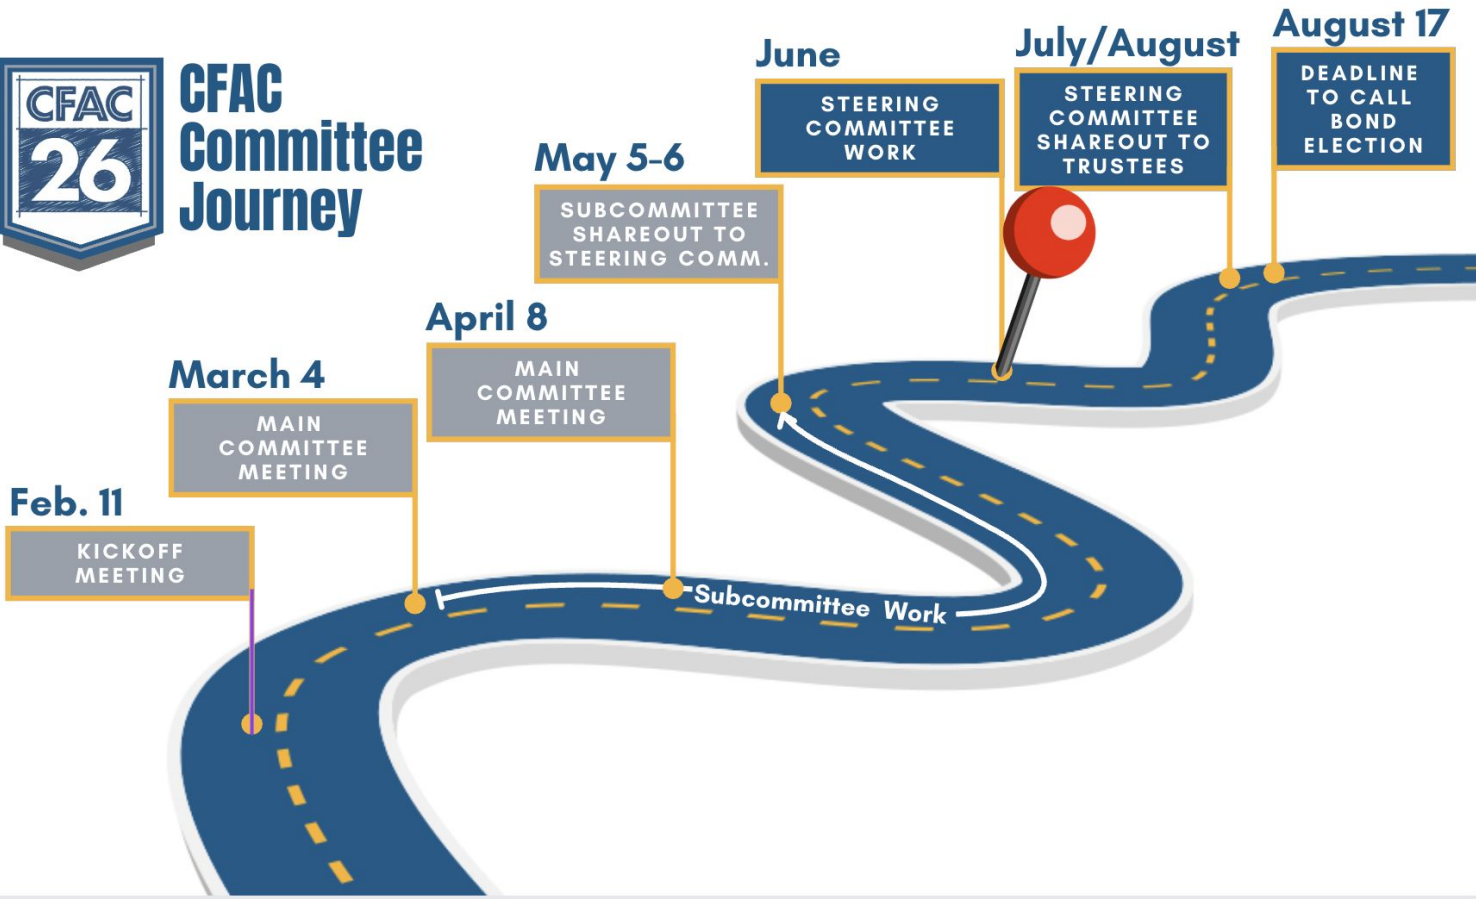 CFAC
26
CFAC
Committee
Journey
Feb. 11
KICKOFF
MEETING
March 4
MAIN
COMMITTEE
MEETING
April 8
MAIN
COMMITTEE
MEETING
May 5-6
SUBCOMMITTEE
SHAREOUT TO
STEERING COMM.
June
STEERING
COMMITTEE
WORK
July/August
STEERING
COMMITTEE
SHAREOUT TO
TRUSTEES
August 17
DEADLINE
TO CALL
BOND
ELECTION
Subcommittee Work